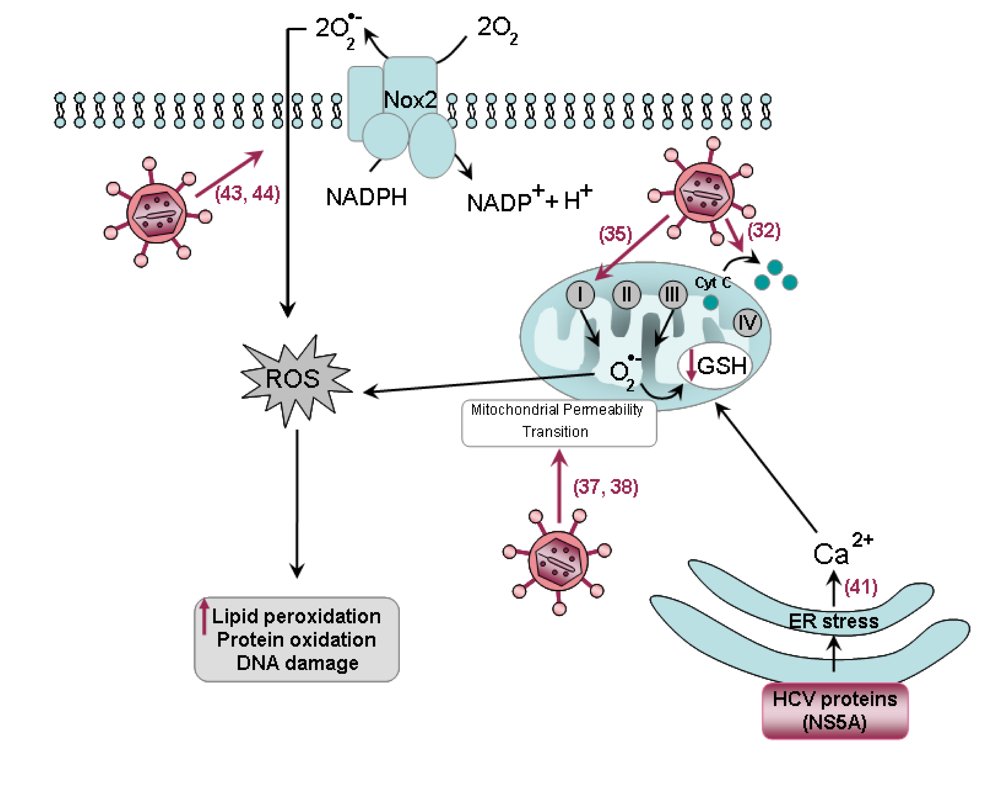 2O₂•-
2O₂
Nox2
NADPH
NADP⁺ + H⁺
(43, 44)
(35)
(32)
Cyt C
I
II
III
IV
O₂•-
GSH
ROS
Mitochondrial Permeability
Transition
(37, 38)
Ca²⁺
(41)
ER stress
Lipid peroxidation
Protein oxidation
DNA damage
HCV proteins
(NS5A)